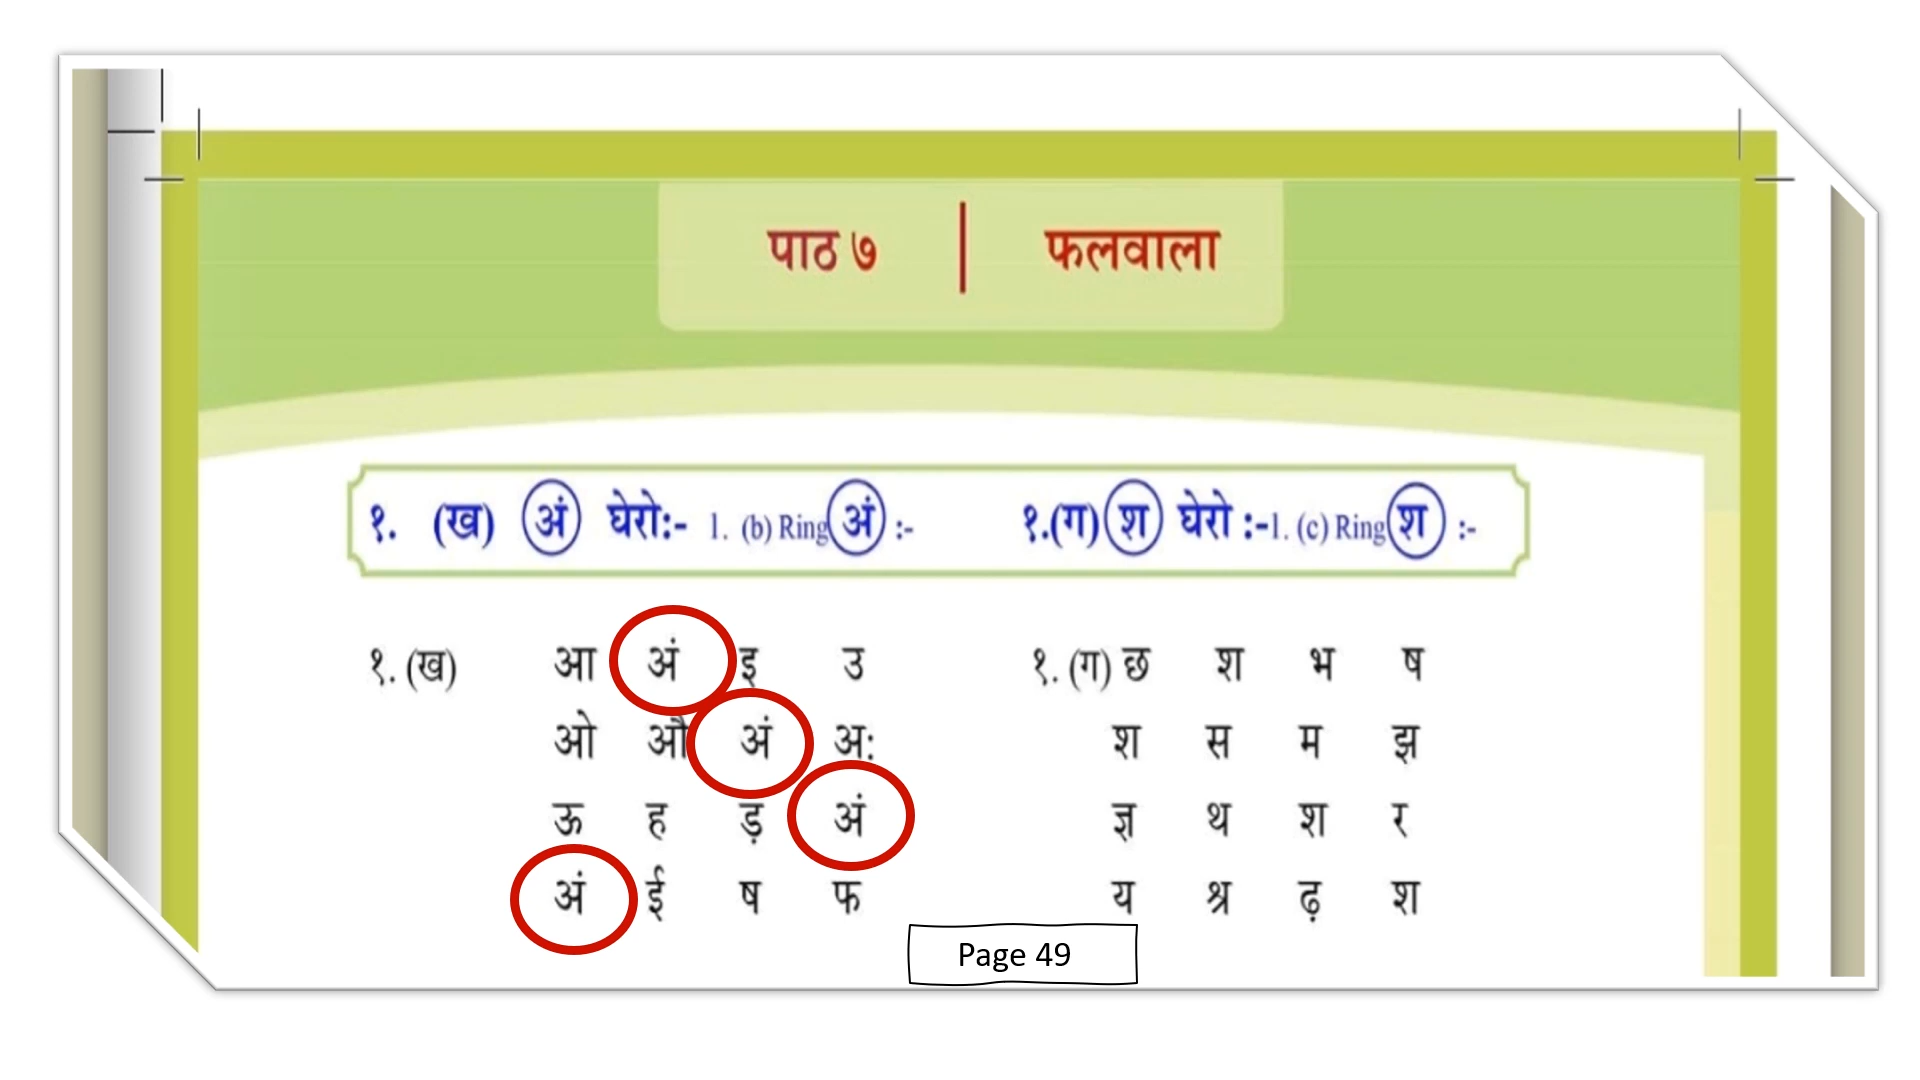 पाठ ७ | फलवाला
१. (ख) अं घेरो:- 1. (b) Ring अं :- १.(ग) श घेरो :-1. (c) Ring श :-
१. (ख) आ अं इ उ १. (ग) छ श भ ष
ओ औ अं अः श स म झ
ऊ ह ड़ अं ज्ञ थ श र
अं ई ष फ य श्र ढ़ श
Page 49